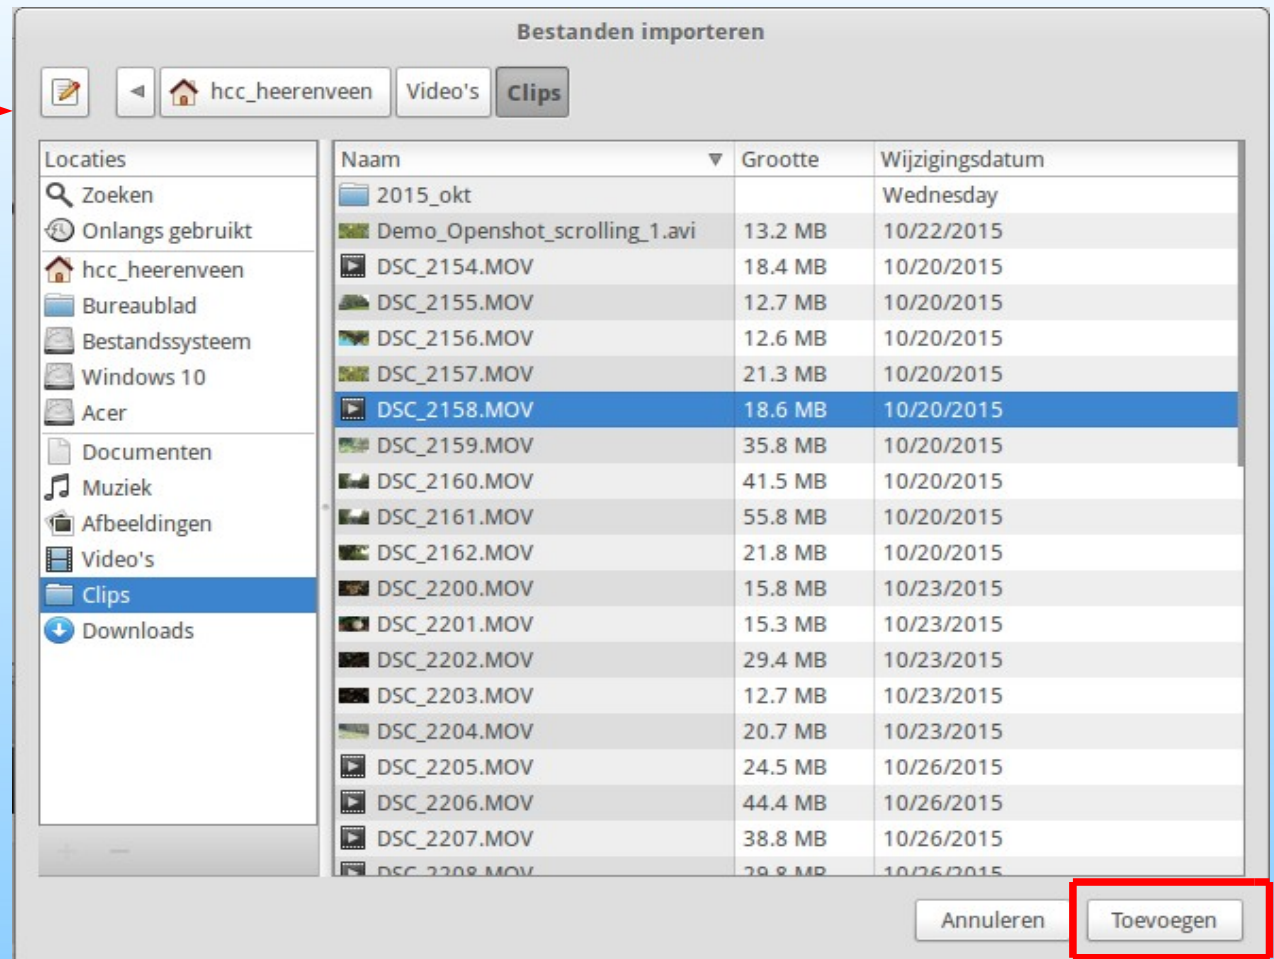 Bestanden importeren
hcc_heerenveen Video's Clips
Locaties
Zoeken
Onlangs gebruikt
hcc_heerenveen
Bureaublad
Bestandssysteem
Windows 10
Acer
Documenten
Muziek
Afbeeldingen
Video's
Clips
Downloads
Naam Grootte Wijzigingsdatum
2015_okt Wednesday
Demo_Openshot_scrolling_1.avi 13.2 MB 10/22/2015
DSC_2154.MOV 18.4 MB 10/20/2015
DSC_2155.MOV 12.7 MB 10/20/2015
DSC_2156.MOV 12.6 MB 10/20/2015
DSC_2157.MOV 21.3 MB 10/20/2015
DSC_2158.MOV 18.6 MB 10/20/2015
DSC_2159.MOV 35.8 MB 10/20/2015
DSC_2160.MOV 41.5 MB 10/20/2015
DSC_2161.MOV 55.8 MB 10/20/2015
DSC_2162.MOV 21.8 MB 10/20/2015
DSC_2200.MOV 15.8 MB 10/23/2015
DSC_2201.MOV 15.3 MB 10/23/2015
DSC_2202.MOV 29.4 MB 10/23/2015
DSC_2203.MOV 12.7 MB 10/23/2015
DSC_2204.MOV 20.7 MB 10/23/2015
DSC_2205.MOV 24.5 MB 10/26/2015
DSC_2206.MOV 44.4 MB 10/26/2015
DSC_2207.MOV 38.8 MB 10/26/2015
DSC_2208.MOV 29.8 MB 10/26/2015
Annuleren Toevoegen